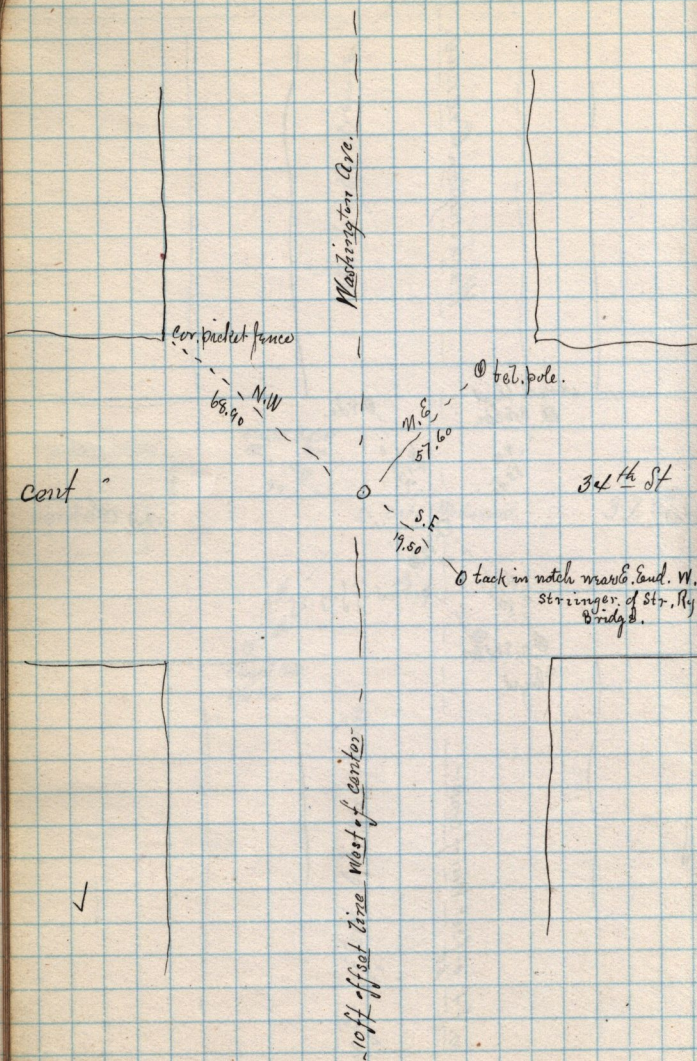 Washington Ave.
cor. picket fence
N.W
68.90
tel. pole.
N.E
57.60
cent
34th St
S.E
19.50
tack in notch near E. End. W.
Striinger. of Str. Ry
Bridge.
10 ft offset line West of center